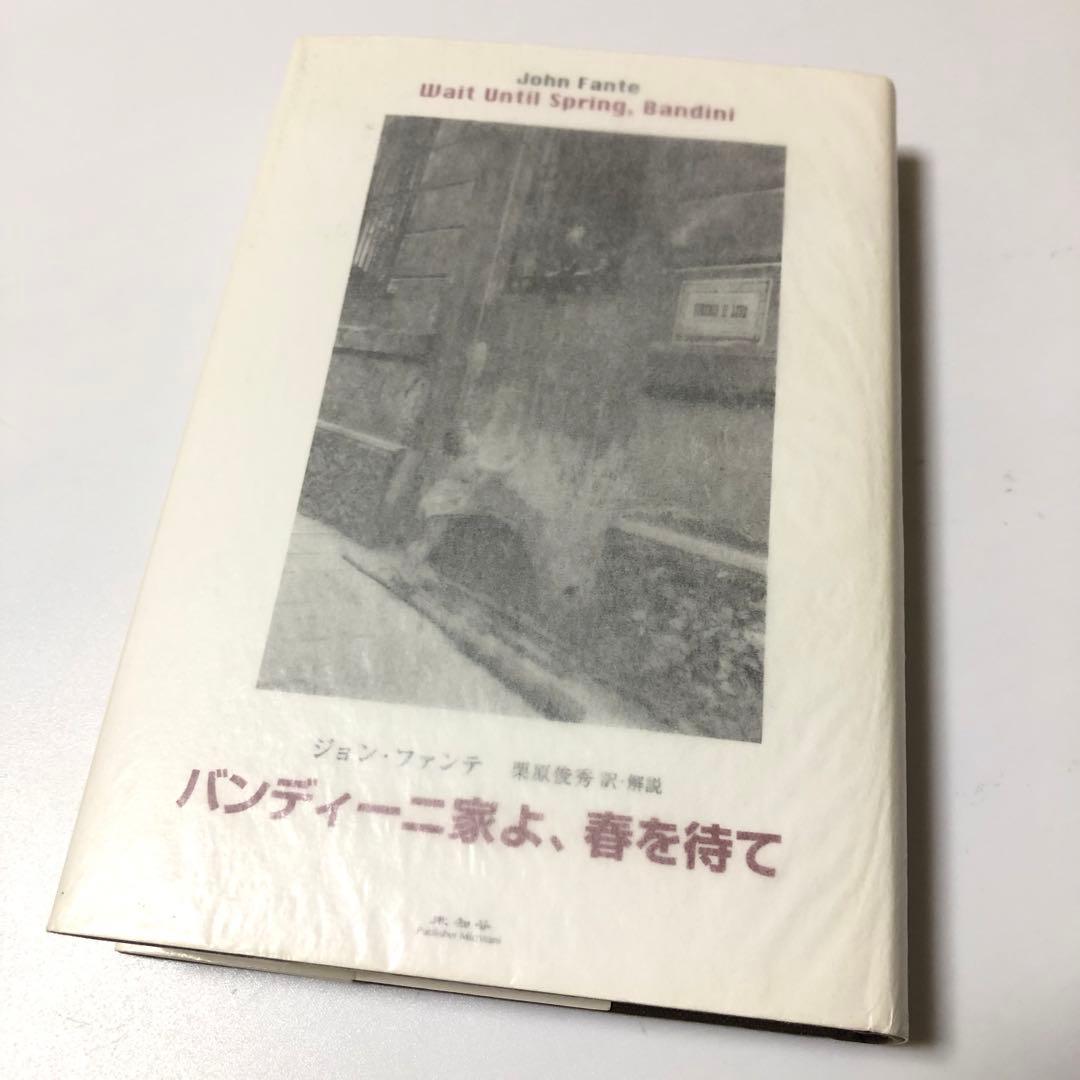 John Fante
Wait Until Spring, Bandini
ジョン・ファンテ 栗原俊秀 訳・解説
バンディーニ家よ、春を待て
未知谷
Publisher Michitani